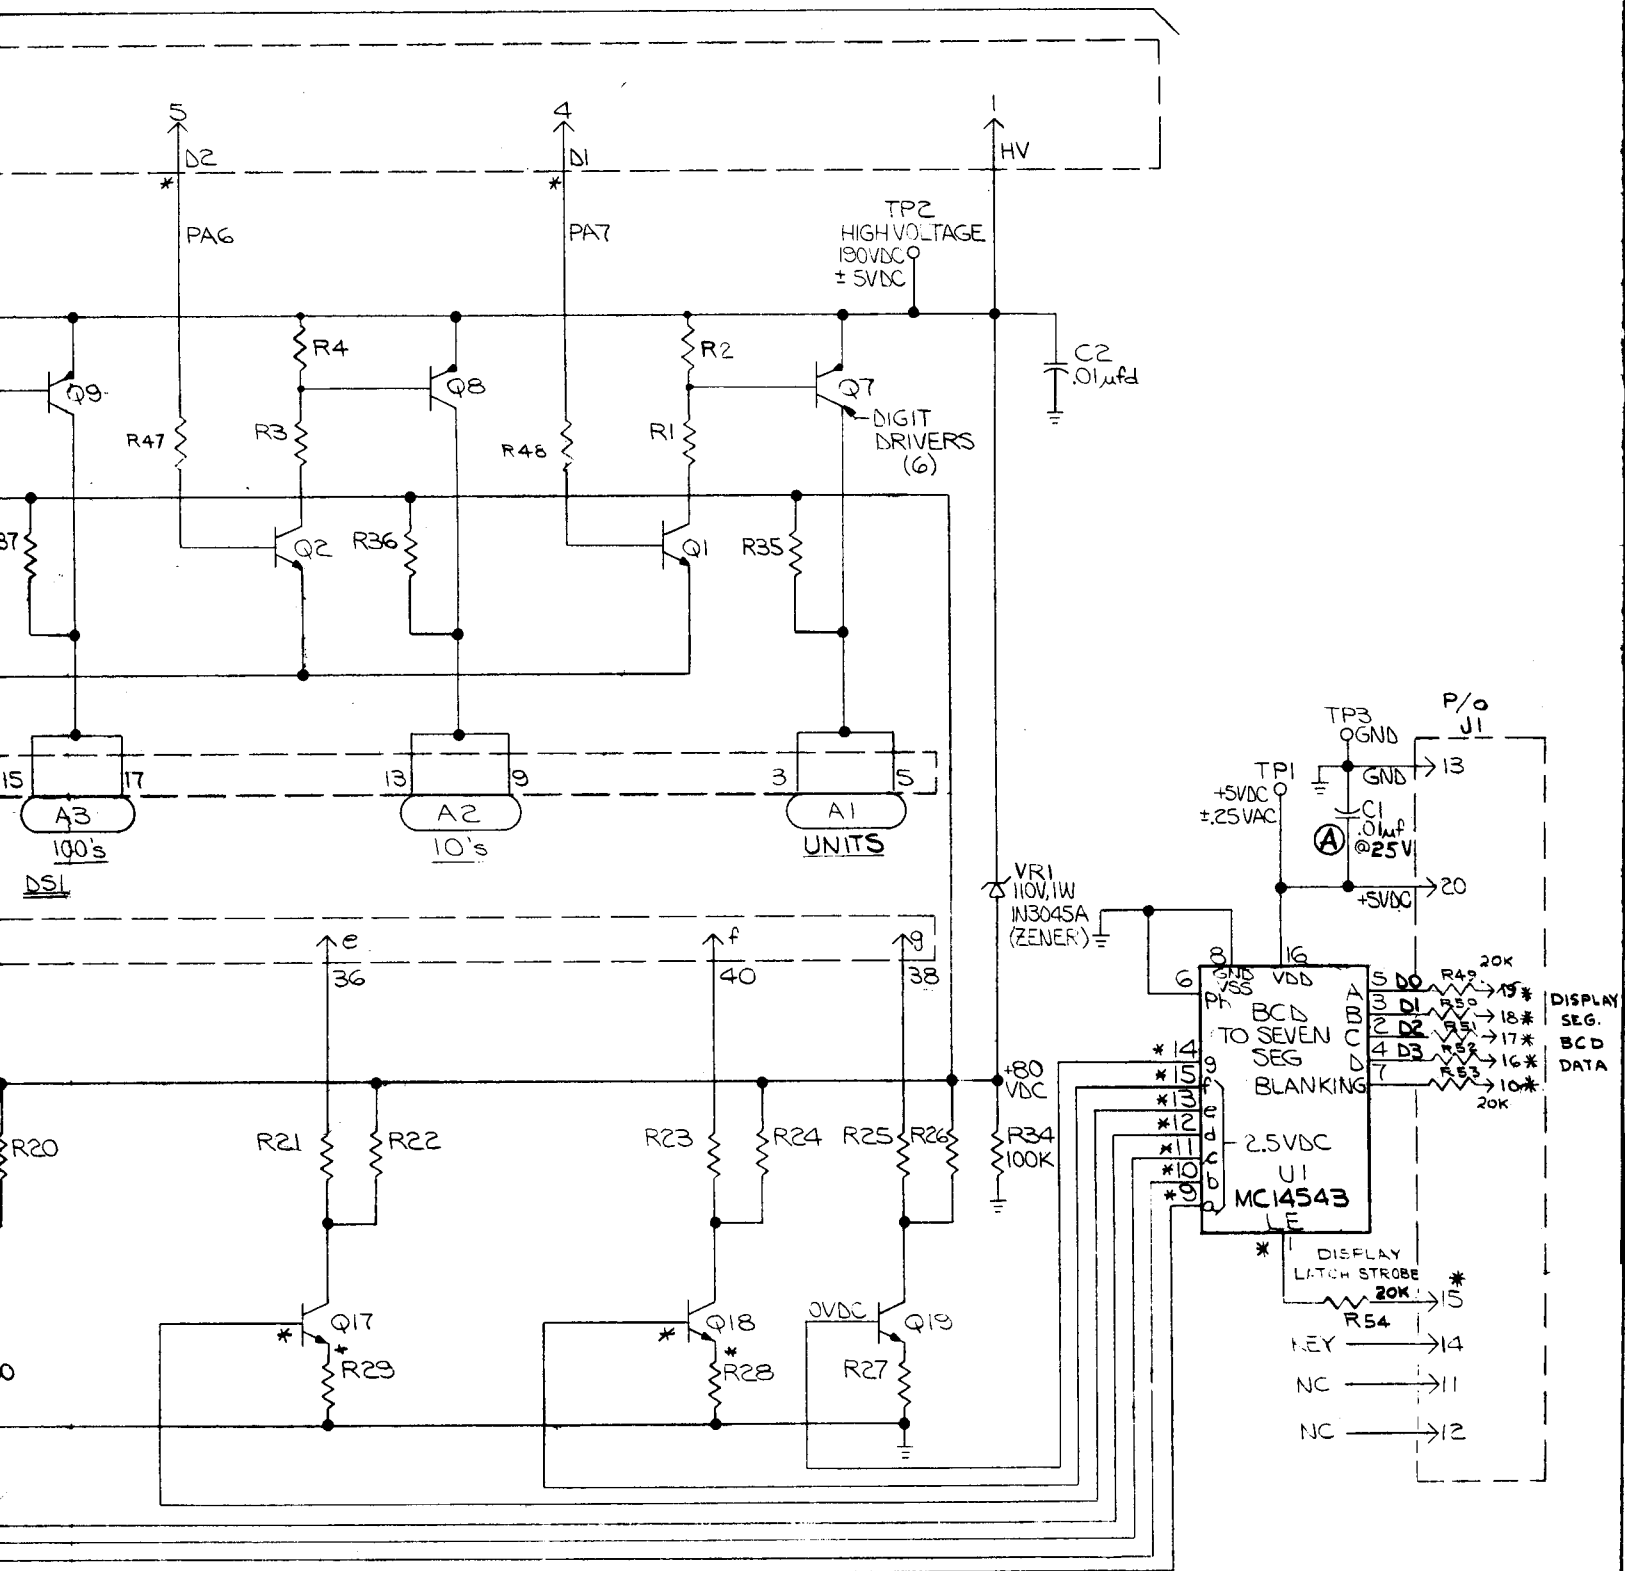 5
4
1
D2
D1
HV
*
*
PA6
PA7
TP2
HIGH VOLTAGE
190VDC
± 5VDC
R4
R2
C2
.01µfd
Q9
Q8
Q7
DIGIT
DRIVERS
(6)
R47
R3
R48
R1
37
Q2
R36
Q1
R35
P/O
J1
TP3
GND
GND
13
TP1
+5VDC
±.25VAC
C1
.01µf
@25V
A
+5VDC
20
15
17
13
9
3
5
A3
A2
A1
100's
10's
UNITS
DS1
VR1
110V, 1W
1N3045A
(ZENER)
e
f
g
36
40
38
8
16
6
GND
VSS
VDD
Ph
BCD
TO SEVEN
SEG
BLANKING
A
B
C
D
5 D0 R49 20K 19*
3 D1 R50 18*
2 D2 R51 17*
4 D3 R52 16*
7 R53 10*
20K
DISPLAY
SEG.
BCD
DATA
*14 g
*15 f
*13 e
*12 d
*11 c
*10 b
*9 a
2.5VDC
U1
MC14543
LE
* 1
+80
VDC
R20
R21
R22
R23
R24
R25
R26
R34
100K
DISPLAY
LATCH STROBE
20K
*
15
R54
KEY 14
NC 11
NC 12
Q17
*
*
R29
Q18
*
*
R28
0VDC
Q19
R27